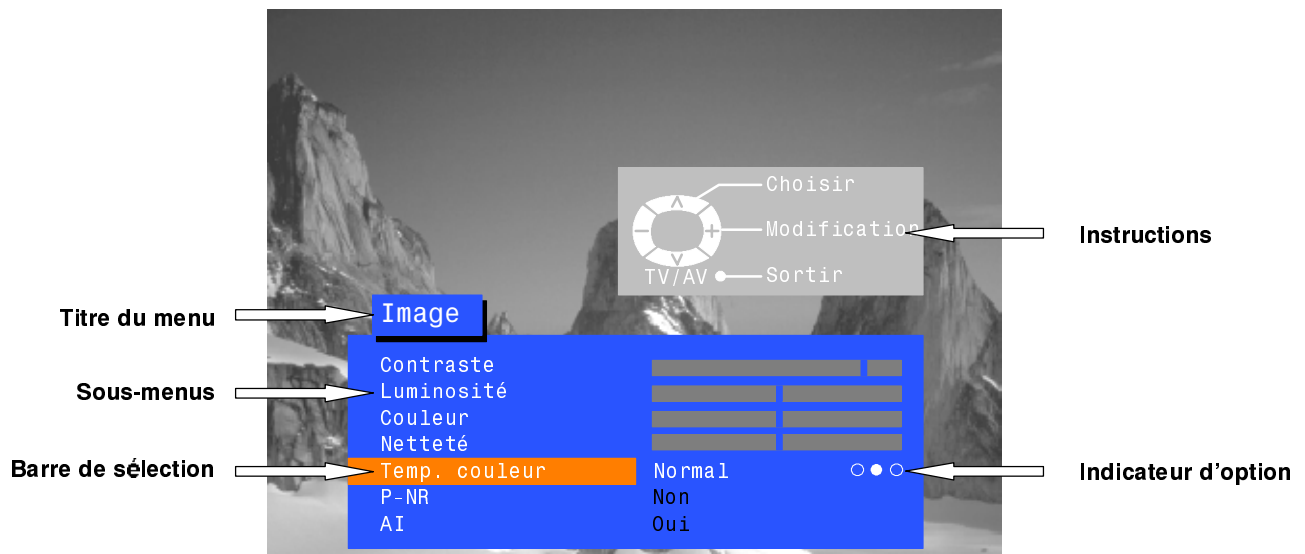 Choisir
Modification
Instructions
TV/AV
Sortir
Titre du menu
Image
Contraste
Sous-menus
Luminosité
Couleur
Netteté
Barre de sélection
Temp. couleur
Normal
Indicateur d'option
P-NR
Non
AI
Oui